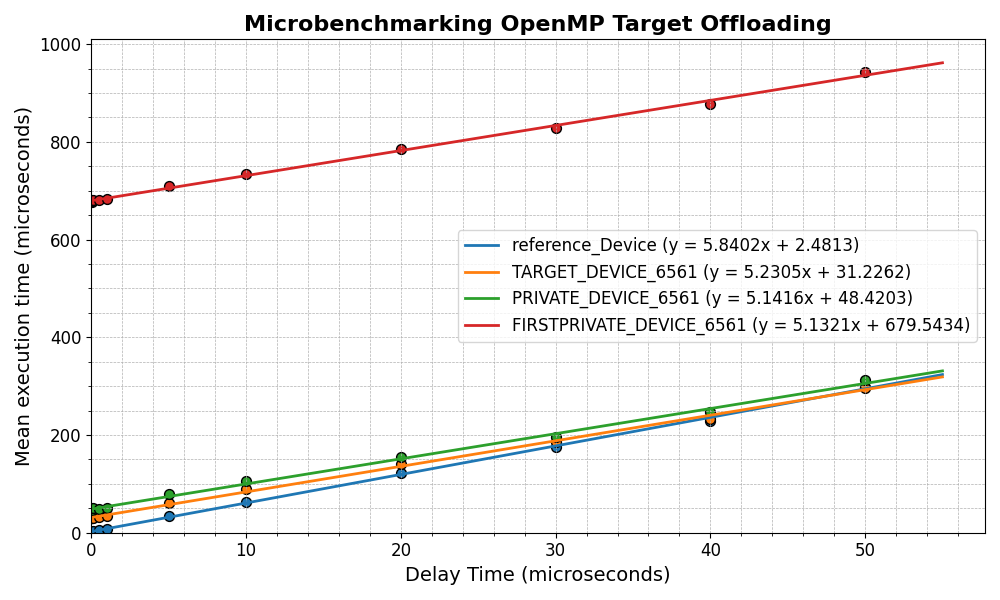 Microbenchmarking OpenMP Target Offloading
Mean execution time (microseconds)
1000
800
600
400
200
0
reference_Device (y = 5.8402x + 2.4813)
TARGET_DEVICE_6561 (y = 5.2305x + 31.2262)
PRIVATE_DEVICE_6561 (y = 5.1416x + 48.4203)
FIRSTPRIVATE_DEVICE_6561 (y = 5.1321x + 679.5434)
0 10 20 30 40 50
Delay Time (microseconds)